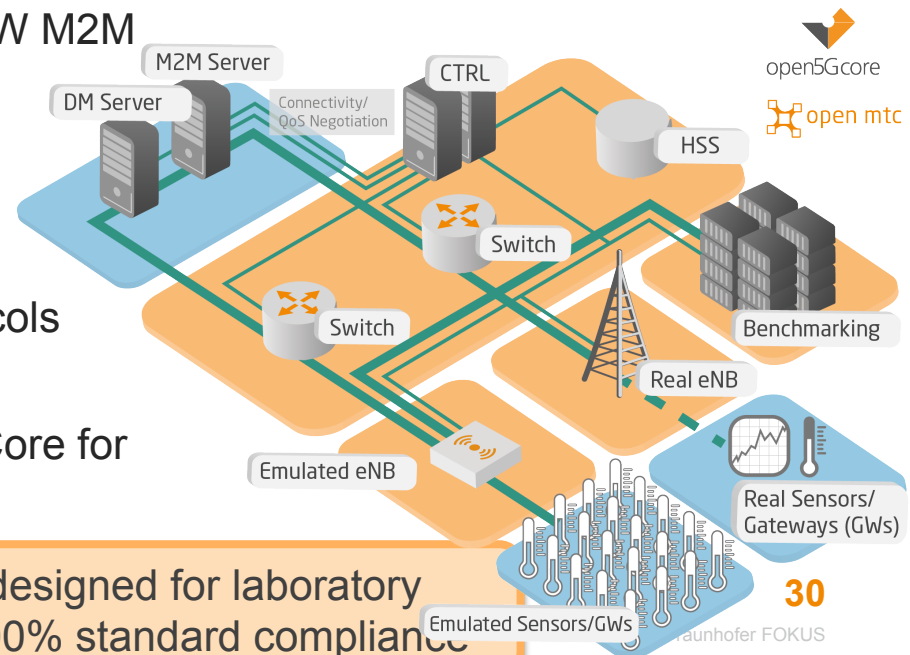 W M2M
M2M Server
CTRL
open5Gcore
DM Server
Connectivity/
QoS Negotiation
open mtc
HSS
Switch
Switch
cols
Benchmarking
Real eNB
Core for
Emulated eNB
Real Sensors/
Gateways (GWs)
designed for laboratory
30
Emulated Sensors/GWs
00% standard compliance
raunhofer FOKUS